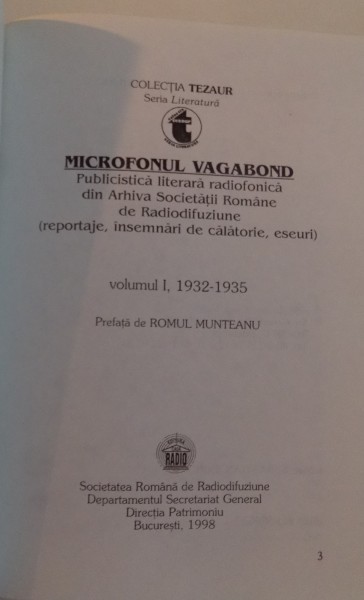 COLECȚIA TEZAUR
Seria Literatură
MICROFONUL VAGABOND
Publicistică literară radiofonică
din Arhiva Societății Române
de Radiodifuziune
(reportaje, însemnări de călătorie, eseuri)
volumul I, 1932-1935
Prefață de ROMUL MUNTEANU
RADIO
Societatea Română de Radiodifuziune
Departamentul Secretariat General
Direcția Patrimoniu
București, 1998
3